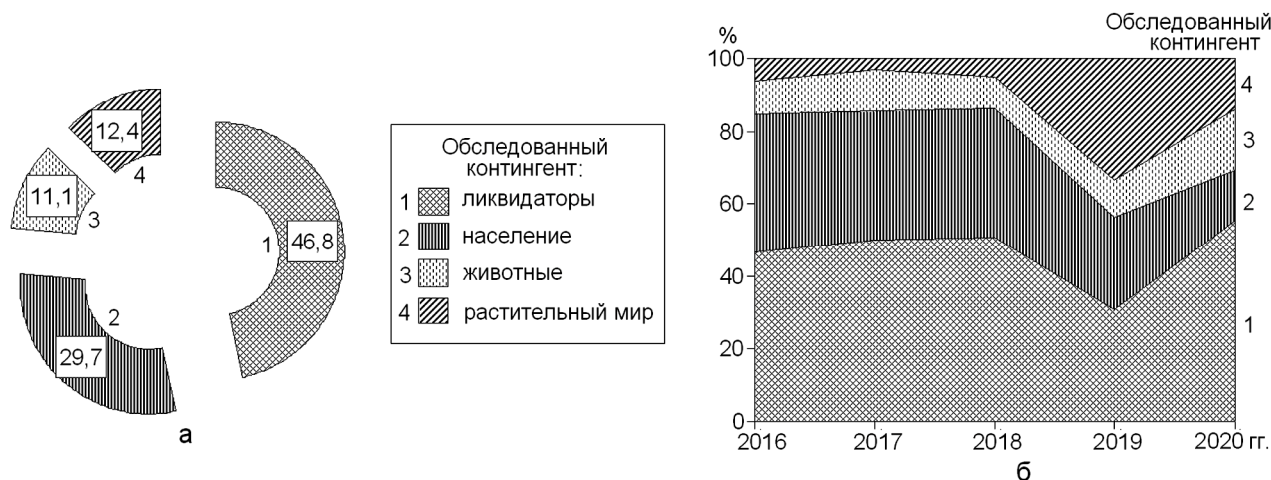 12,4
4
11,1
3
1
46,8
2
29,7
а
Обследованный
контингент:
1 ликвидаторы
2 население
3 животные
4 растительный мир
Обследованный
контингент
%
100
80
60
40
20
0
4
3
2
1
2016 2017 2018 2019 2020 гг.
б